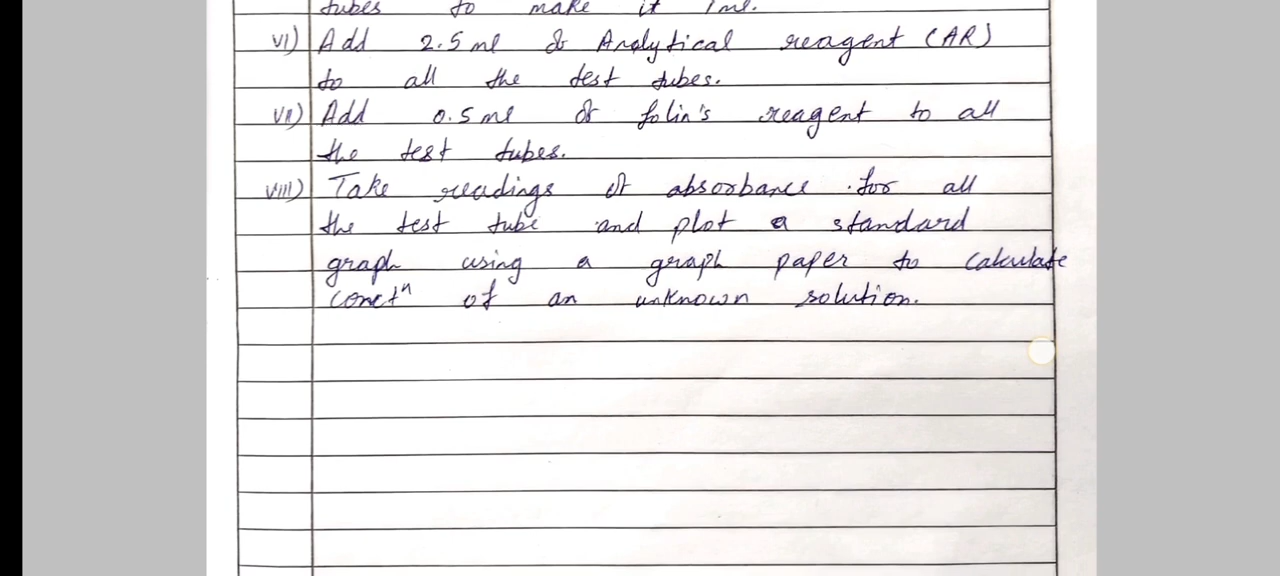 tubes to make it 1ml.
VI) Add 2.5 ml of Analytical reagent (AR)
to all the test tubes.
VII) Add 0.5 ml of folin's reagent to all
the test tubes.
VIII) Take readings of absorbance for all
the test tube and plot a standard
graph using a graph paper to calculate
conctⁿ of an unknown solution.